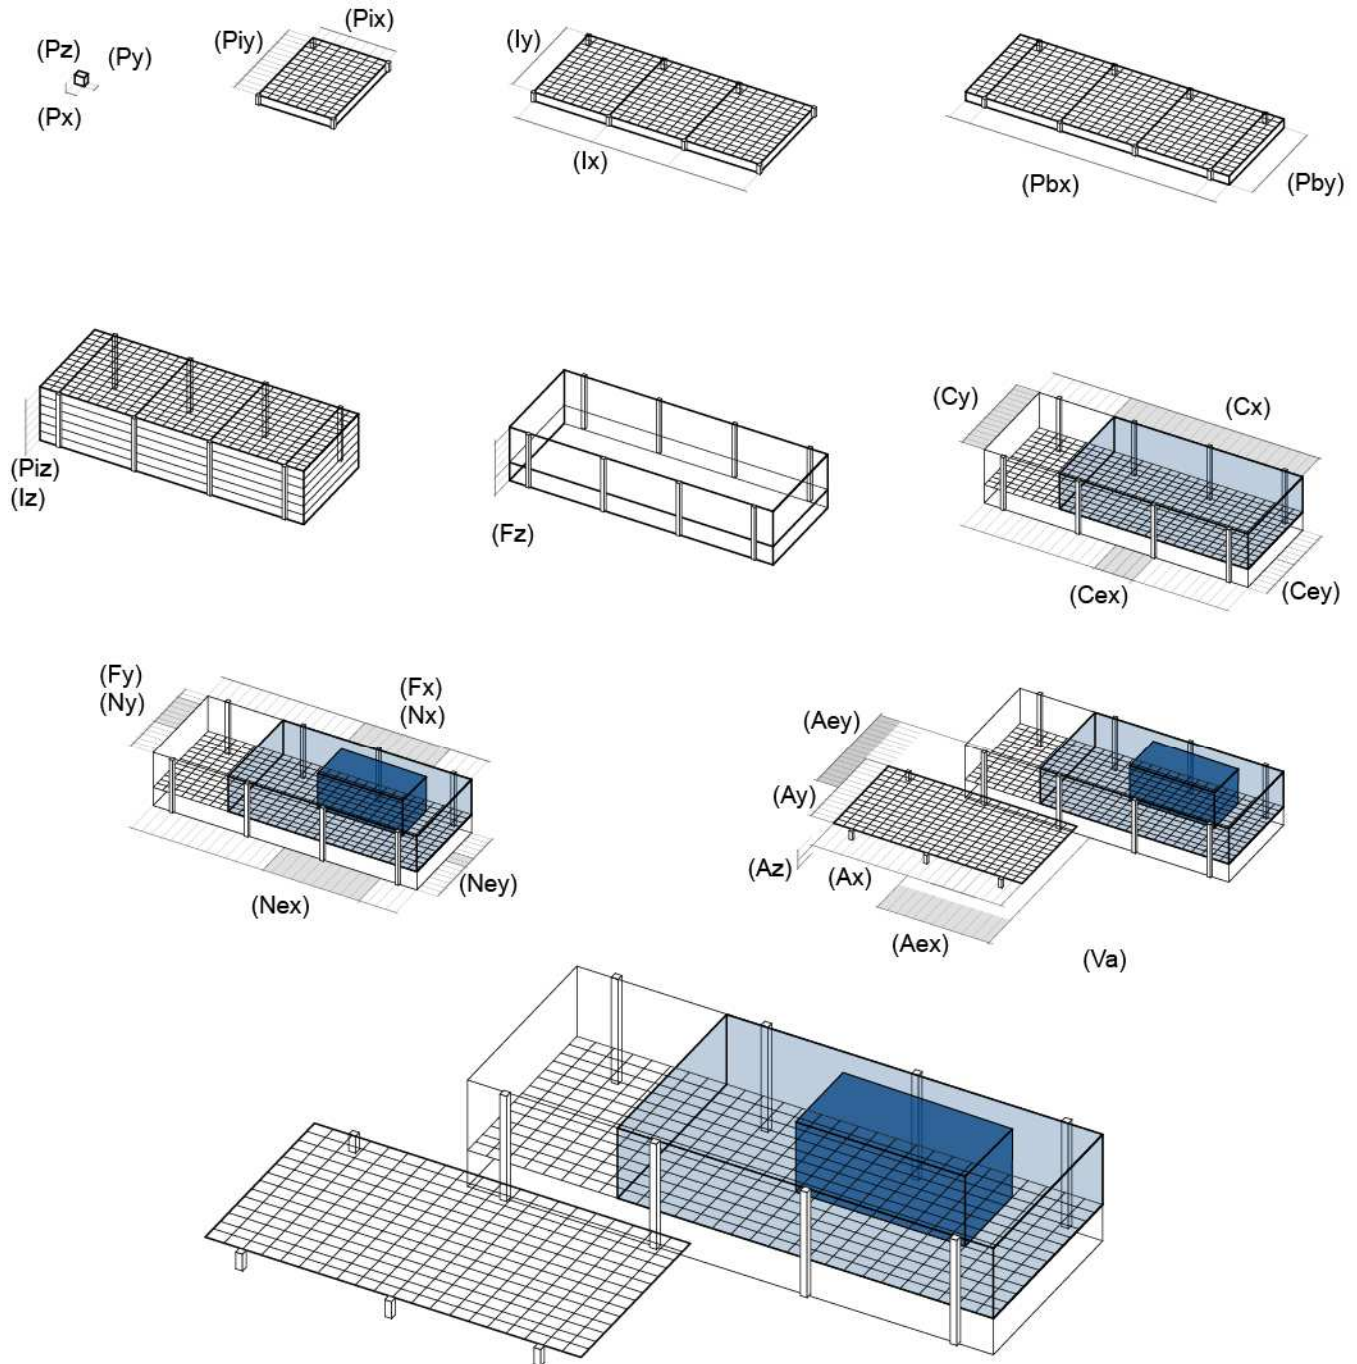 (Pz)
(Py)
(Px)
(Piy)
(Pix)
(Iy)
(Ix)
(Pbx)
(Pby)
(Piz)
(Iz)
(Fz)
(Cy)
(Cx)
(Cex)
(Cey)
(Fy)
(Ny)
(Fx)
(Nx)
(Nex)
(Ney)
(Aey)
(Ay)
(Az)
(Ax)
(Aex)
(Va)